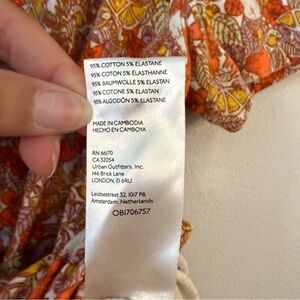 95% COTTON 5% ELASTANE
95% COTON 5% ÉLASTHANNE
95% BAUMWOLLE 5% ELASTAN
95% COTONE 5% ELASTAN
95% ALGODÓN 5% ELASTANE
MADE IN CAMBODIA
HECHO EN CAMBOYA
RN 66170
CA 32054
Urban Outfitters, Inc.
146 Brick Lane
LONDON, E1 6RU
Leidsestraat 32, 1017 PB
Amsterdam, Netherlands
OB1706757